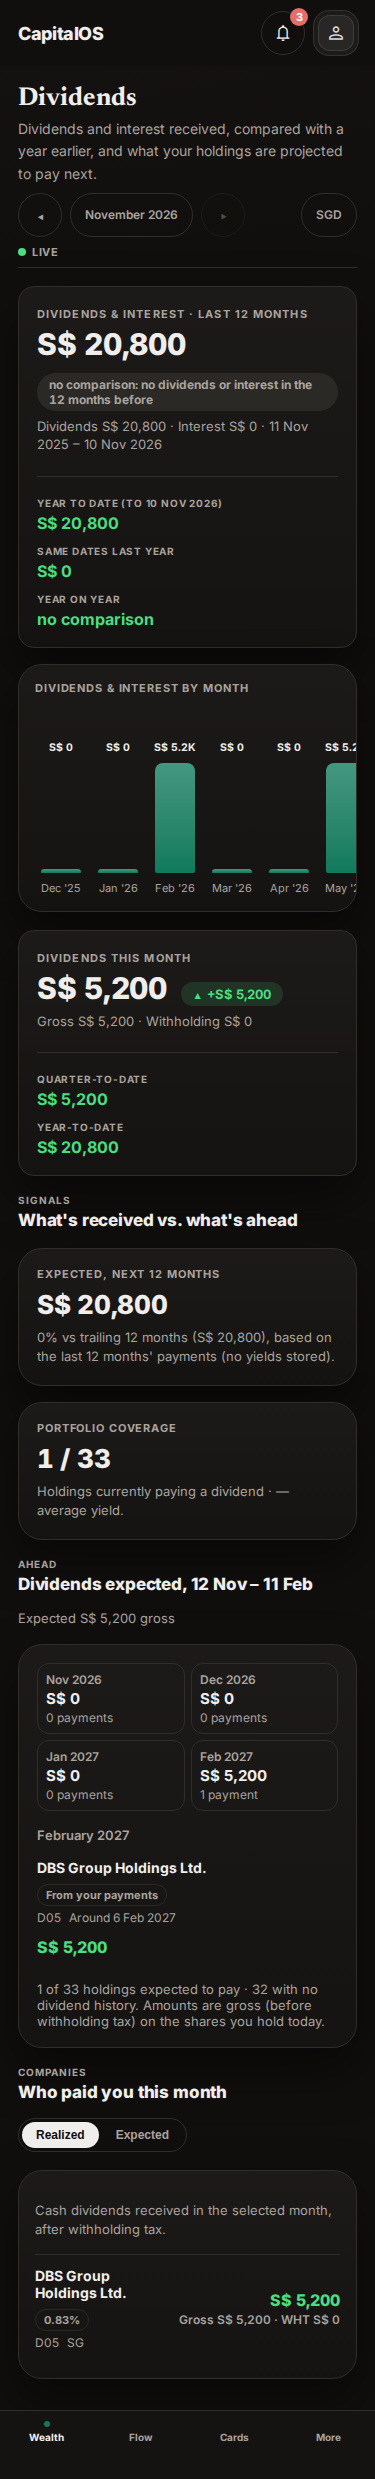 CapitalOS
3
Dividends
Dividends and interest received, compared with a
year earlier, and what your holdings are projected
to pay next.
◂
November 2026
▸
SGD
LIVE
DIVIDENDS & INTEREST · LAST 12 MONTHS
S$ 20,800
no comparison: no dividends or interest in the
12 months before
Dividends S$ 20,800 · Interest S$ 0 · 11 Nov
2025 – 10 Nov 2026
YEAR TO DATE (TO 10 NOV 2026)
S$ 20,800
SAME DATES LAST YEAR
S$ 0
YEAR ON YEAR
no comparison
DIVIDENDS & INTEREST BY MONTH
S$ 0 S$ 0 S$ 5.2K S$ 0 S$ 0 S$ 5.2
Dec '25 Jan '26 Feb '26 Mar '26 Apr '26 May '2
DIVIDENDS THIS MONTH
S$ 5,200 ▲ +S$ 5,200
Gross S$ 5,200 · Withholding S$ 0
QUARTER-TO-DATE
S$ 5,200
YEAR-TO-DATE
S$ 20,800
SIGNALS
What's received vs. what's ahead
EXPECTED, NEXT 12 MONTHS
S$ 20,800
0% vs trailing 12 months (S$ 20,800), based on
the last 12 months' payments (no yields stored).
PORTFOLIO COVERAGE
1 / 33
Holdings currently paying a dividend · —
average yield.
AHEAD
Dividends expected, 12 Nov – 11 Feb
Expected S$ 5,200 gross
Nov 2026
S$ 0
0 payments
Dec 2026
S$ 0
0 payments
Jan 2027
S$ 0
0 payments
Feb 2027
S$ 5,200
1 payment
February 2027
DBS Group Holdings Ltd.
From your payments
D05 Around 6 Feb 2027
S$ 5,200
1 of 33 holdings expected to pay · 32 with no
dividend history. Amounts are gross (before
withholding tax) on the shares you hold today.
COMPANIES
Who paid you this month
Realized Expected
Cash dividends received in the selected month,
after withholding tax.
DBS Group
Holdings Ltd.
0.83%
D05 SG
S$ 5,200
Gross S$ 5,200 · WHT S$ 0
Wealth Flow Cards More